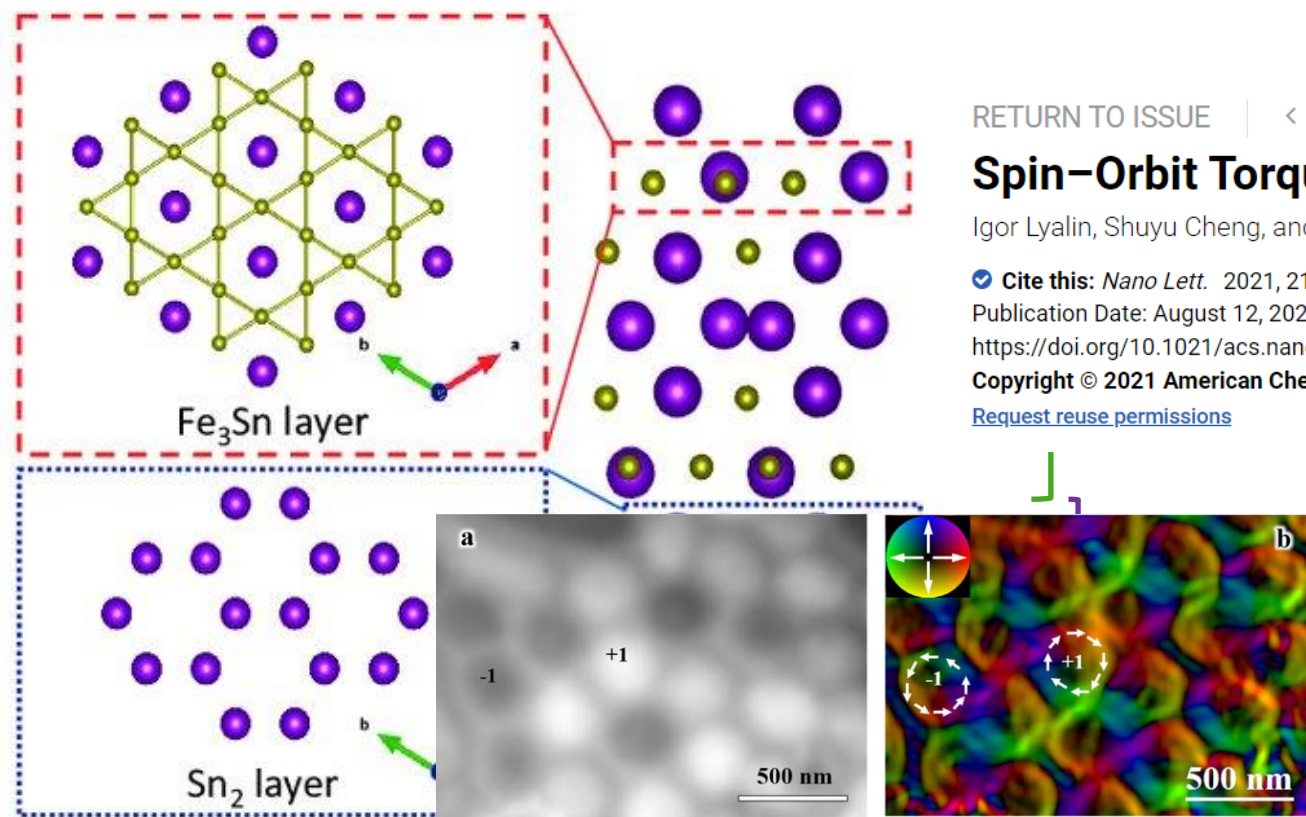 b
a
Fe₃Sn layer
b
Sn₂ layer
RETURN TO ISSUE <
Spin–Orbit Torqu
Igor Lyalin, Shuyu Cheng, and
Cite this: Nano Lett. 2021, 21
Publication Date: August 12, 202
https://doi.org/10.1021/acs.nan
Copyright © 2021 American Che
Request reuse permissions
a
+1
-1
500 nm
b
+1
-1
500 nm